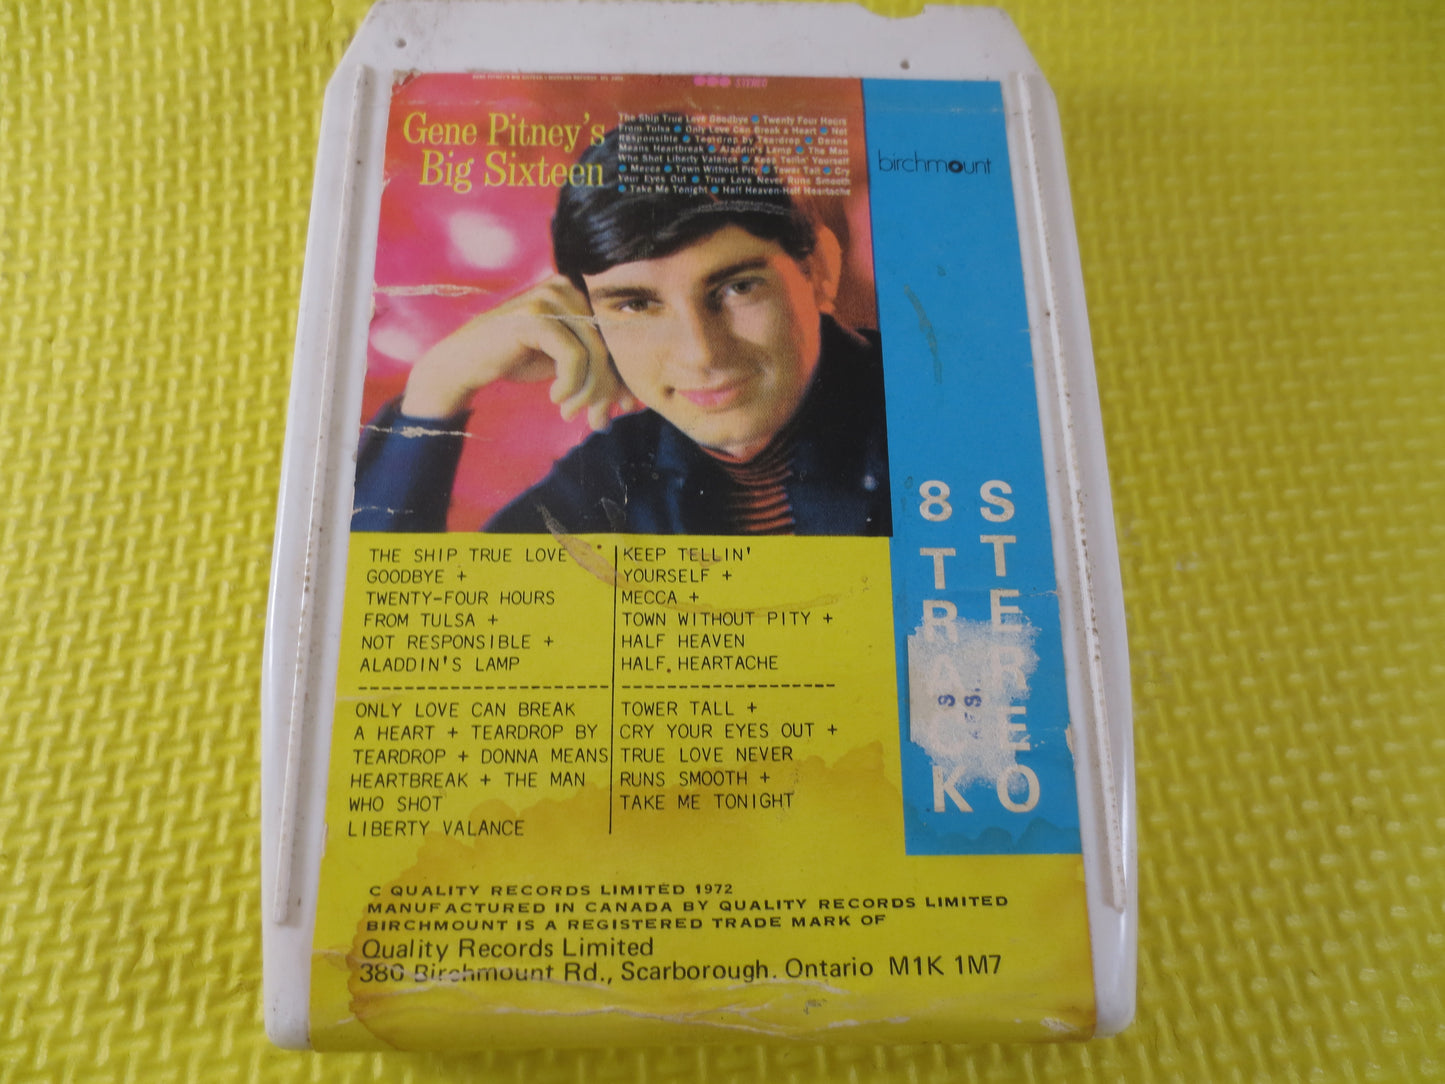 STEREO
Gene Pitney's
Big Sixteen
The Ship True Love Goodbye • Twenty Four Hours
From Tulsa • Only Love Can Break a Heart • Not
Responsible • Teardrop by Teardrop • Donna
Means Heartbreak • Aladdin's Lamp • The Man
Who Shot Liberty Valance • Keep Tellin' Yourself
• Mecca • Town Without Pity • Tower Tall • Cry
Your Eyes Out • True Love Never Runs Smooth
• Take Me Tonight • Half Heaven-Half Heartache
birchmount
8 TRACK
STEREO
THE SHIP TRUE LOVE
GOODBYE +
TWENTY-FOUR HOURS
FROM TULSA +
NOT RESPONSIBLE +
ALADDIN'S LAMP
KEEP TELLIN'
YOURSELF +
MECCA +
TOWN WITHOUT PITY +
HALF HEAVEN
HALF HEARTACHE
ONLY LOVE CAN BREAK
A HEART + TEARDROP BY
TEARDROP + DONNA MEANS
HEARTBREAK + THE MAN
WHO SHOT
LIBERTY VALANCE
TOWER TALL +
CRY YOUR EYES OUT +
TRUE LOVE NEVER
RUNS SMOOTH +
TAKE ME TONIGHT
C QUALITY RECORDS LIMITED 1972
MANUFACTURED IN CANADA BY QUALITY RECORDS LIMITED
BIRCHMOUNT IS A REGISTERED TRADE MARK OF
Quality Records Limited
380 Birchmount Rd., Scarborough. Ontario M1K 1M7